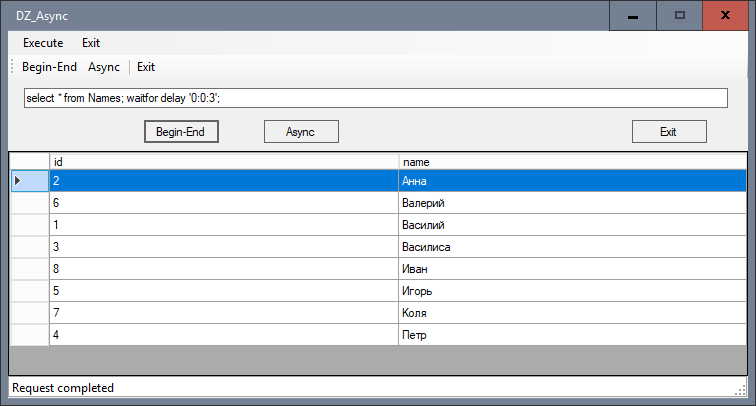 DZ_Async
Execute Exit
Begin-End Async Exit
select * from Names; waitfor delay '0:0:3';
Begin-End Async Exit
id name
2 Анна
6 Валерий
1 Василий
3 Василиса
8 Иван
5 Игорь
7 Коля
4 Петр
Request completed